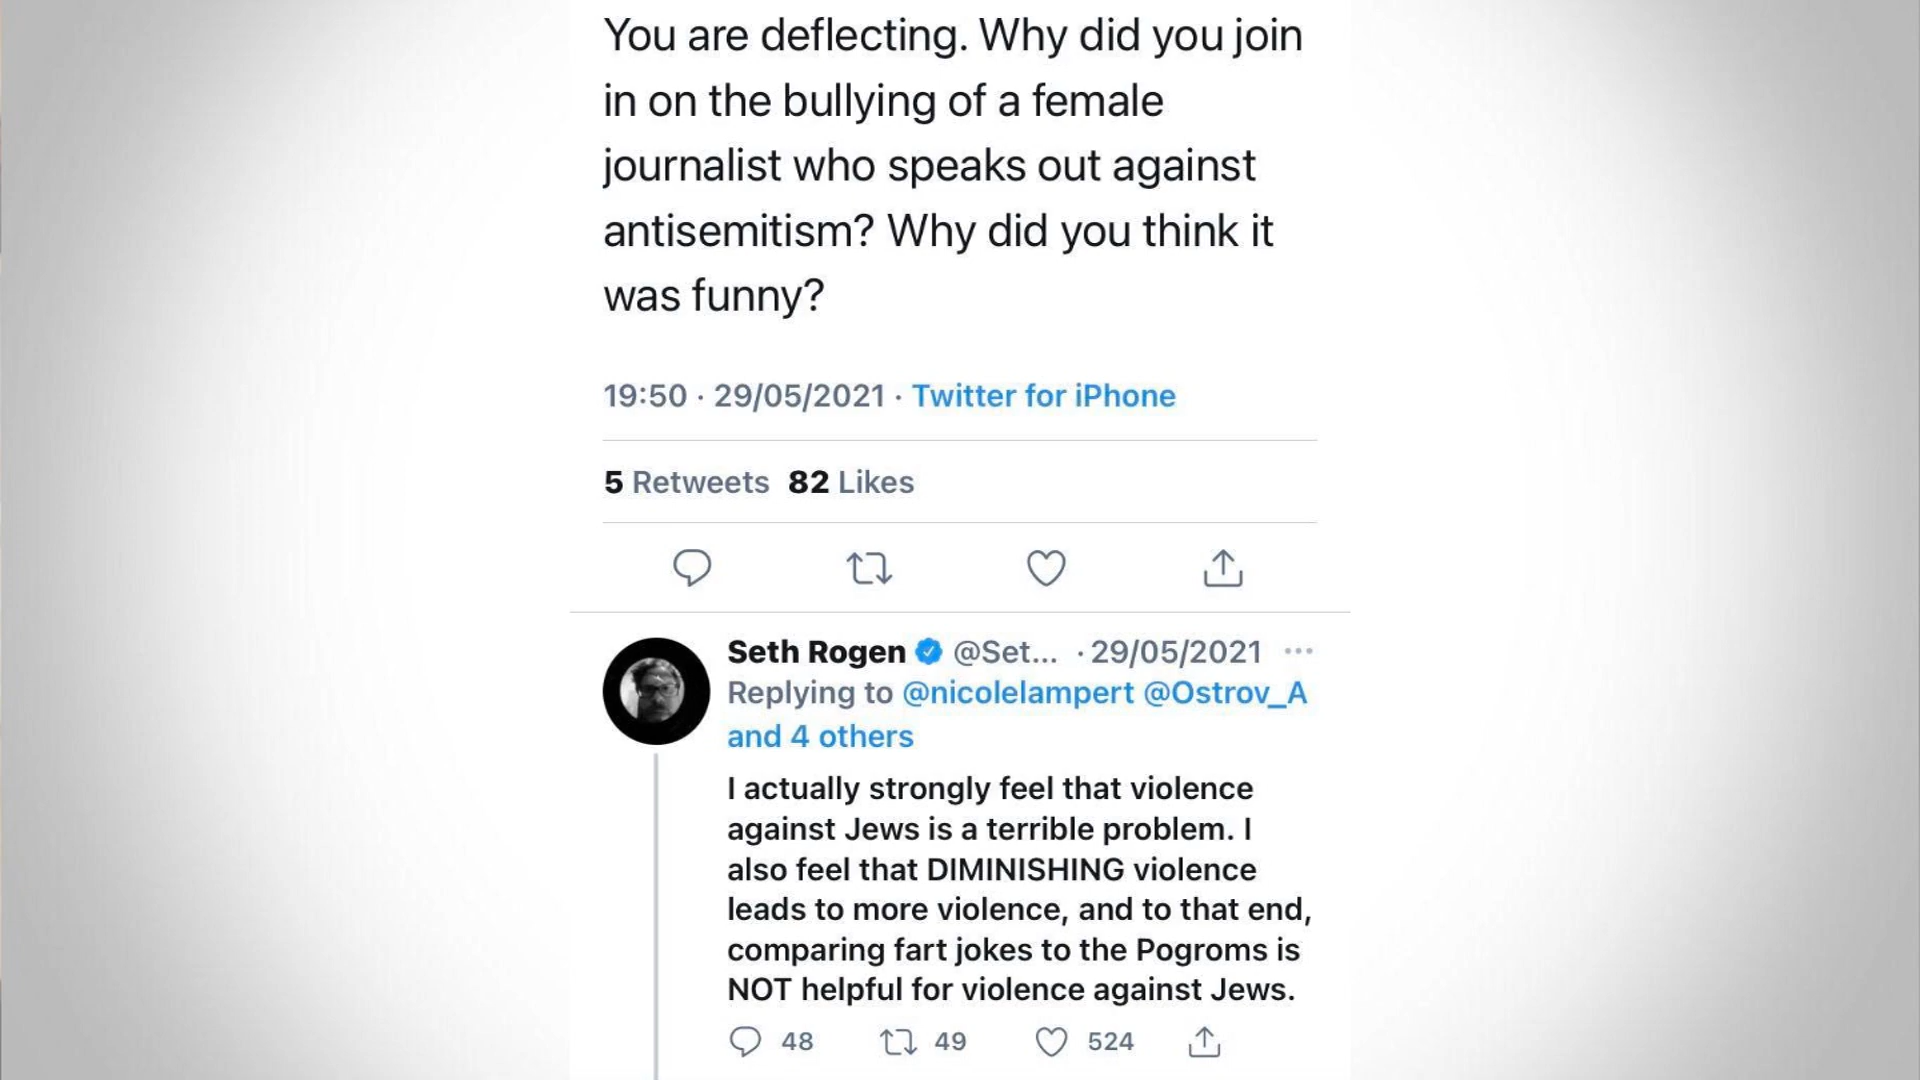 You are deflecting. Why did you join
in on the bullying of a female
journalist who speaks out against
antisemitism? Why did you think it
was funny?
19:50 · 29/05/2021 · Twitter for iPhone
5 Retweets 82 Likes
Seth Rogen @Set... · 29/05/2021
Replying to @nicolelampert @Ostrov_A
and 4 others
I actually strongly feel that violence
against Jews is a terrible problem. I
also feel that DIMINISHING violence
leads to more violence, and to that end,
comparing fart jokes to the Pogroms is
NOT helpful for violence against Jews.
48 49 524